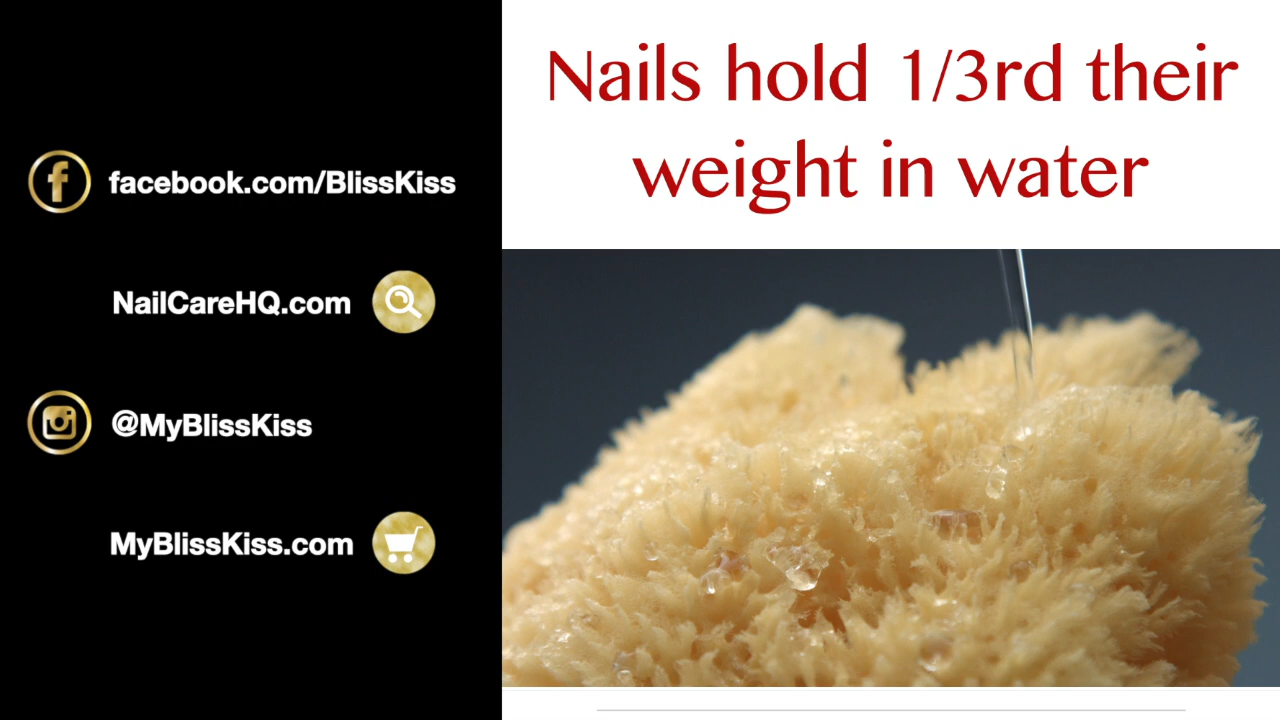 facebook.com/BlissKiss
NailCareHQ.com
@MyBlissKiss
MyBlissKiss.com
Nails hold 1/3rd their
weight in water